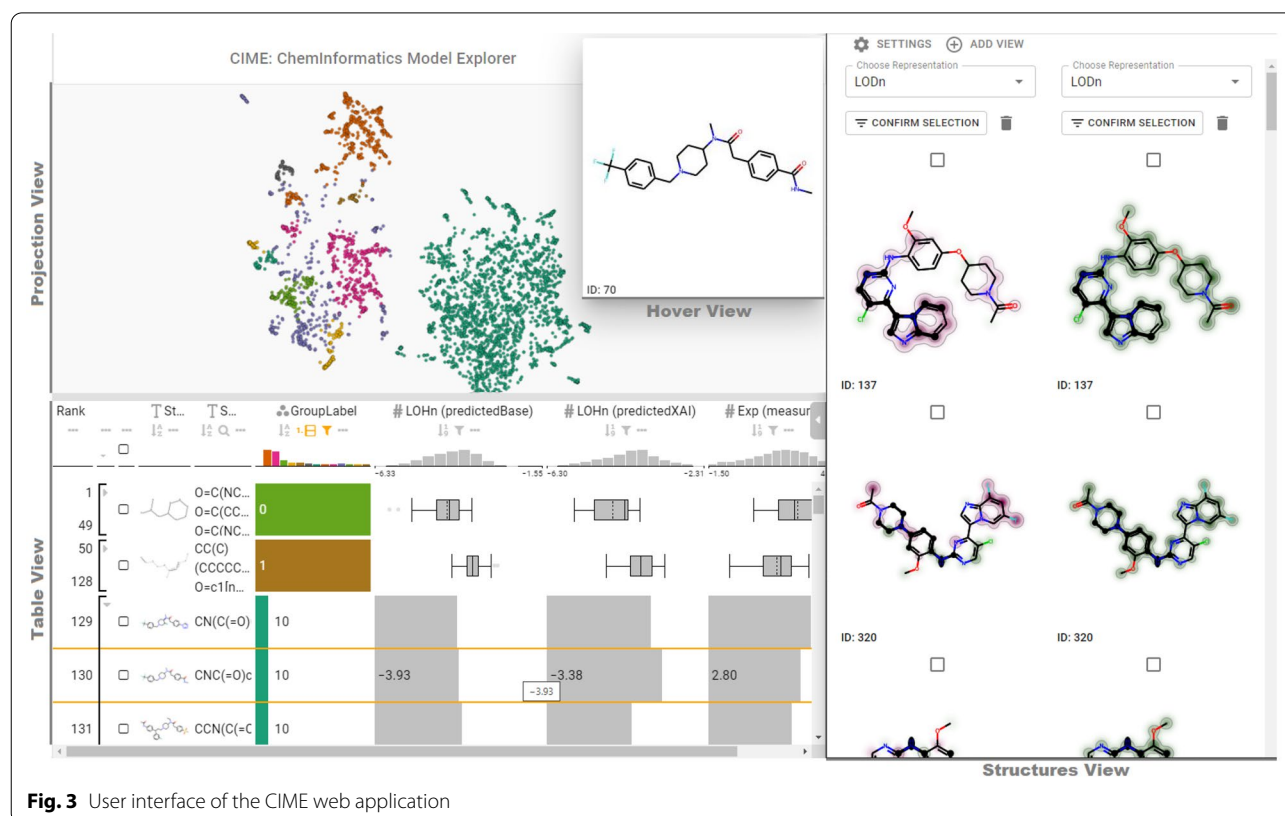 CIME: ChemInformatics Model Explorer
Projection View
ID: 70
Hover View
SETTINGS ADD VIEW
Choose Representation Choose Representation
LODn LODn
CONFIRM SELECTION CONFIRM SELECTION
ID: 137 ID: 137
ID: 320 ID: 320
Structures View
Table View
Rank St... S... GroupLabel # LOHn (predictedBase) # LOHn (predictedXAI) # Exp (measur
−6.33 −1.55 −6.30 −2.31 −1.50 4
1 O=C(NC... 0
O=C(CC...
49 O=C(NC...
50 CC(C) 1
(CCCCC...
128 O=c1[n...
129 CN(C(=O) 10
130 CNC(=O)c 10 −3.93 −3.38 2.80
−3.93
131 CCN(C(=C 10
Fig. 3 User interface of the CIME web application